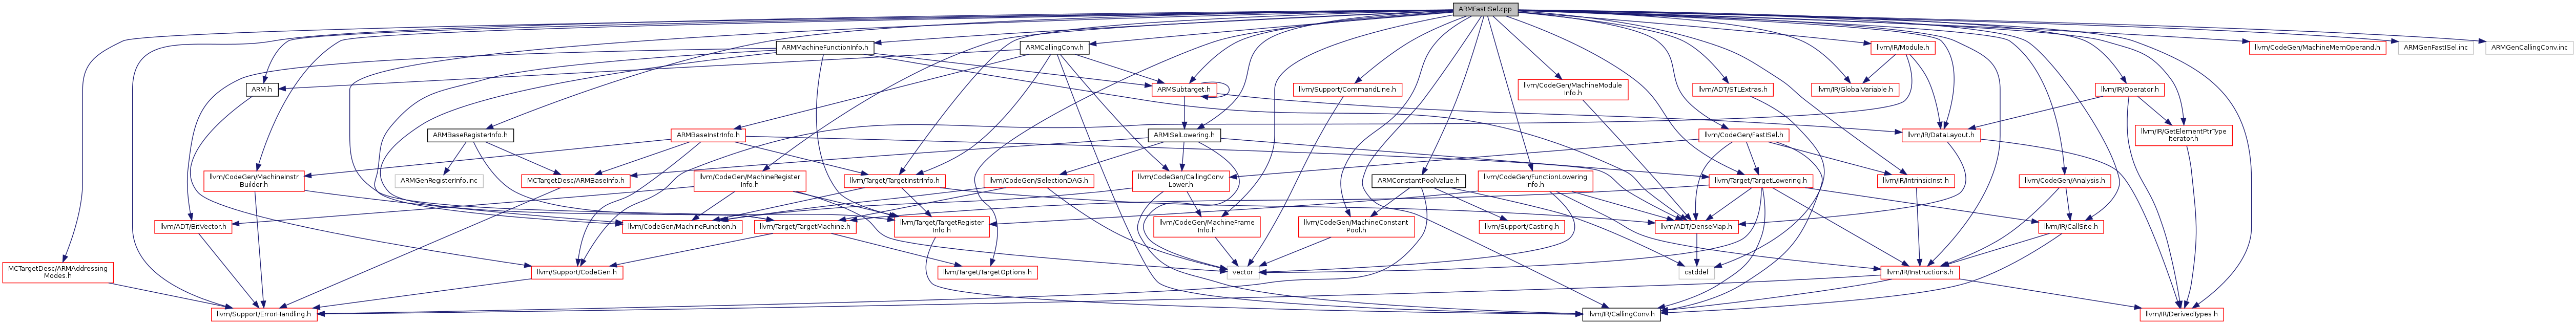 ARMFastISel.cpp
ARMMachineFunctionInfo.h
ARMCallingConv.h
llvm/IR/Module.h
llvm/CodeGen/MachineMemOperand.h
ARMGenFastISel.inc
ARMGenCallingConv.inc
ARM.h
ARMSubtarget.h
llvm/Support/CommandLine.h
llvm/CodeGen/MachineModule
Info.h
llvm/ADT/STLExtras.h
llvm/IR/GlobalVariable.h
llvm/IR/Operator.h
ARMBaseRegisterInfo.h
ARMBaseInstrInfo.h
ARMISelLowering.h
llvm/CodeGen/FastISel.h
llvm/IR/DataLayout.h
llvm/IR/GetElementPtrType
Iterator.h
llvm/CodeGen/MachineInstr
Builder.h
ARMGenRegisterInfo.inc
MCTargetDesc/ARMBaseInfo.h
llvm/CodeGen/MachineRegister
Info.h
llvm/Target/TargetInstrInfo.h
llvm/CodeGen/SelectionDAG.h
llvm/CodeGen/CallingConv
Lower.h
ARMConstantPoolValue.h
llvm/CodeGen/FunctionLowering
Info.h
llvm/Target/TargetLowering.h
llvm/IR/IntrinsicInst.h
llvm/CodeGen/Analysis.h
llvm/ADT/BitVector.h
llvm/CodeGen/MachineFunction.h
llvm/Target/TargetMachine.h
llvm/Target/TargetRegister
Info.h
llvm/CodeGen/MachineFrame
Info.h
llvm/CodeGen/MachineConstant
Pool.h
llvm/Support/Casting.h
llvm/ADT/DenseMap.h
llvm/IR/CallSite.h
MCTargetDesc/ARMAddressing
Modes.h
llvm/Support/CodeGen.h
llvm/Target/TargetOptions.h
vector
cstddef
llvm/IR/Instructions.h
llvm/Support/ErrorHandling.h
llvm/IR/CallingConv.h
llvm/IR/DerivedTypes.h